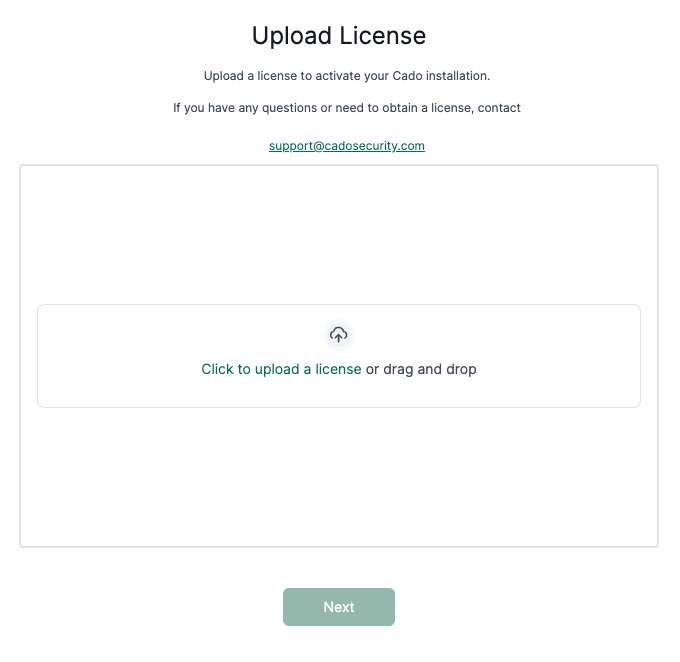 Upload License
Upload a license to activate your Cado installation.
If you have any questions or need to obtain a license, contact
support@cadosecurity.com
Click to upload a license or drag and drop
Next